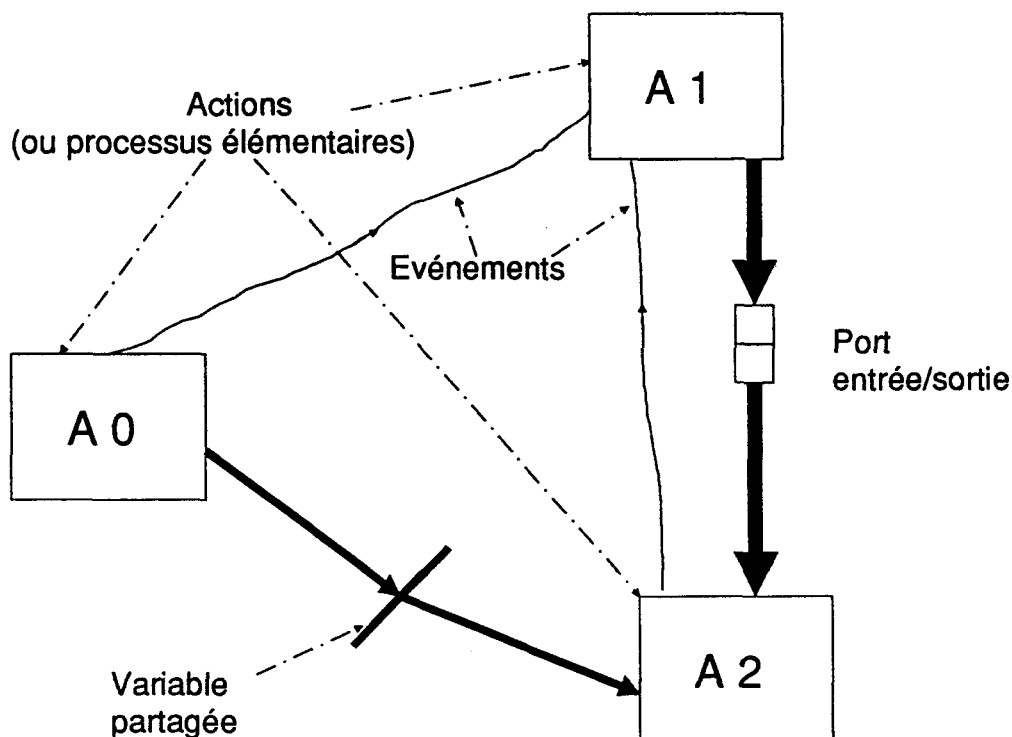 A 1
Actions
(ou processus élémentaires)
Evénements
Port
entrée/sortie
A 0
A 2
Variable
partagée